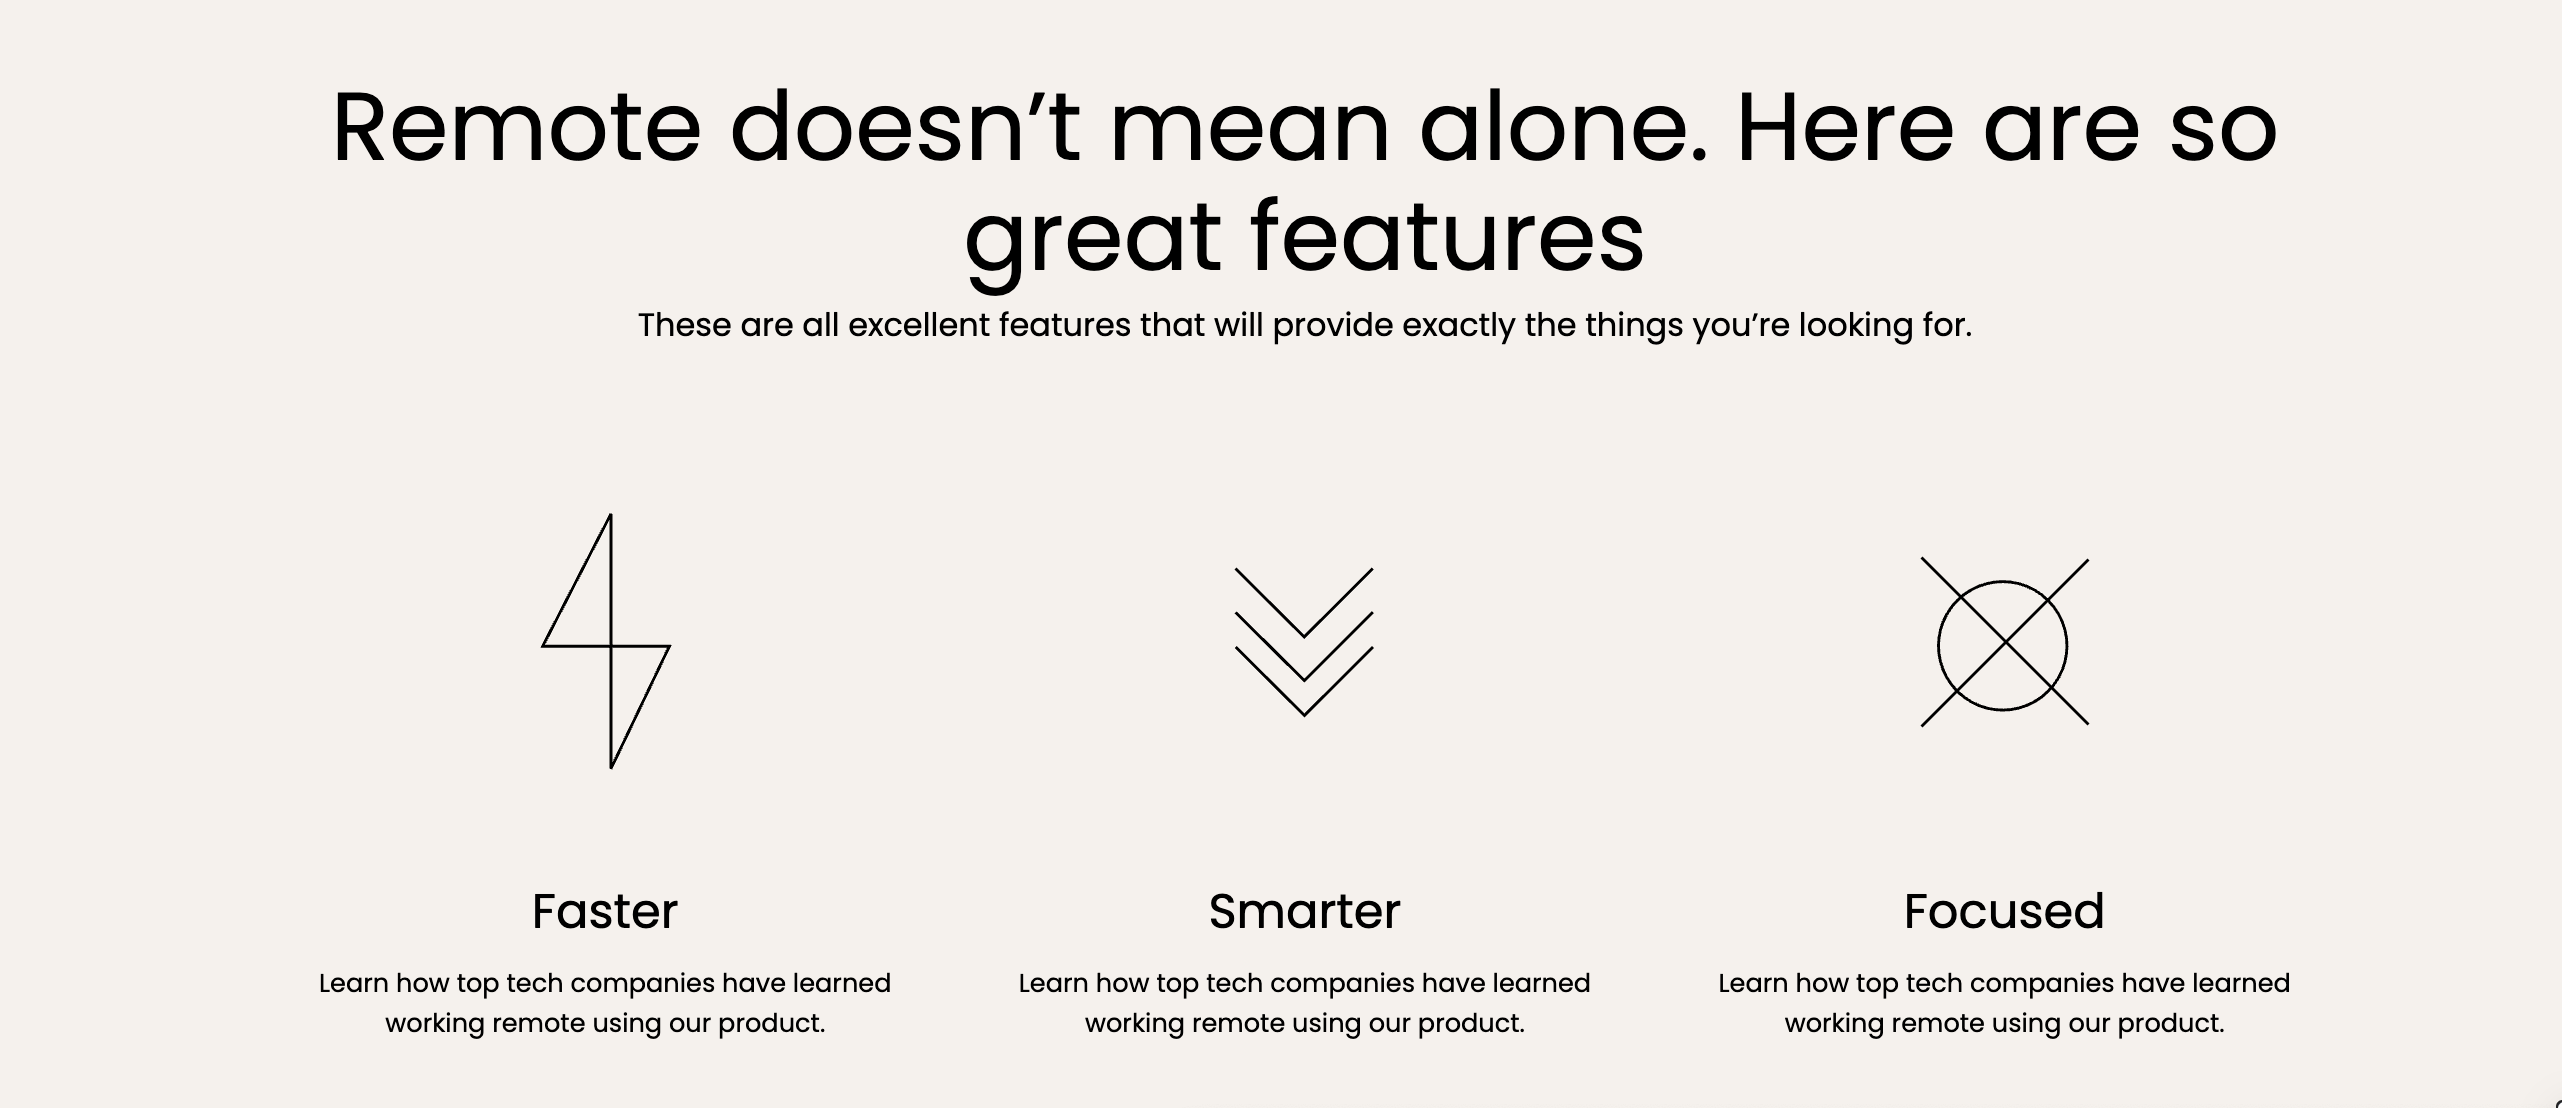 Remote doesn’t mean alone. Here are so
great features
These are all excellent features that will provide exactly the things you’re looking for.
Faster
Learn how top tech companies have learned
working remote using our product.
Smarter
Learn how top tech companies have learned
working remote using our product.
Focused
Learn how top tech companies have learned
working remote using our product.